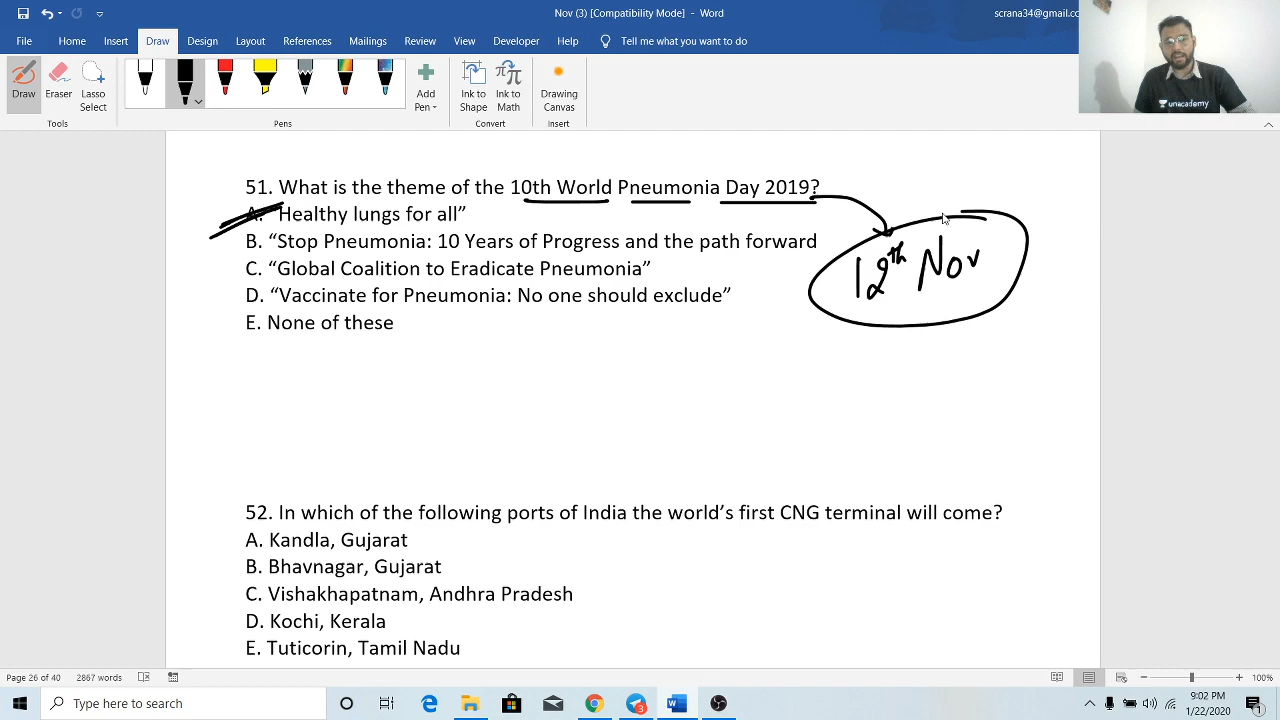 Nov (3) [Compatibility Mode] - Word
scrana34@gmail.co
File Home Insert Draw Design Layout References Mailings Review View Developer Help Tell me what you want to do
Draw
Eraser
Lasso Select
Add Pen
Ink to Shape
Ink to Math
Drawing Canvas
Tools
Pens
Convert
Insert
unacademy
51. What is the theme of the 10th World Pneumonia Day 2019?
A. "Healthy lungs for all”
B. “Stop Pneumonia: 10 Years of Progress and the path forward
C. “Global Coalition to Eradicate Pneumonia”
D. “Vaccinate for Pneumonia: No one should exclude”
E. None of these
12th Nov
52. In which of the following ports of India the world’s first CNG terminal will come?
A. Kandla, Gujarat
B. Bhavnagar, Gujarat
C. Vishakhapatnam, Andhra Pradesh
D. Kochi, Kerala
E. Tuticorin, Tamil Nadu
Page 26 of 40 2867 words
100%
Type here to search
3
9:02 PM
1/22/2020
1